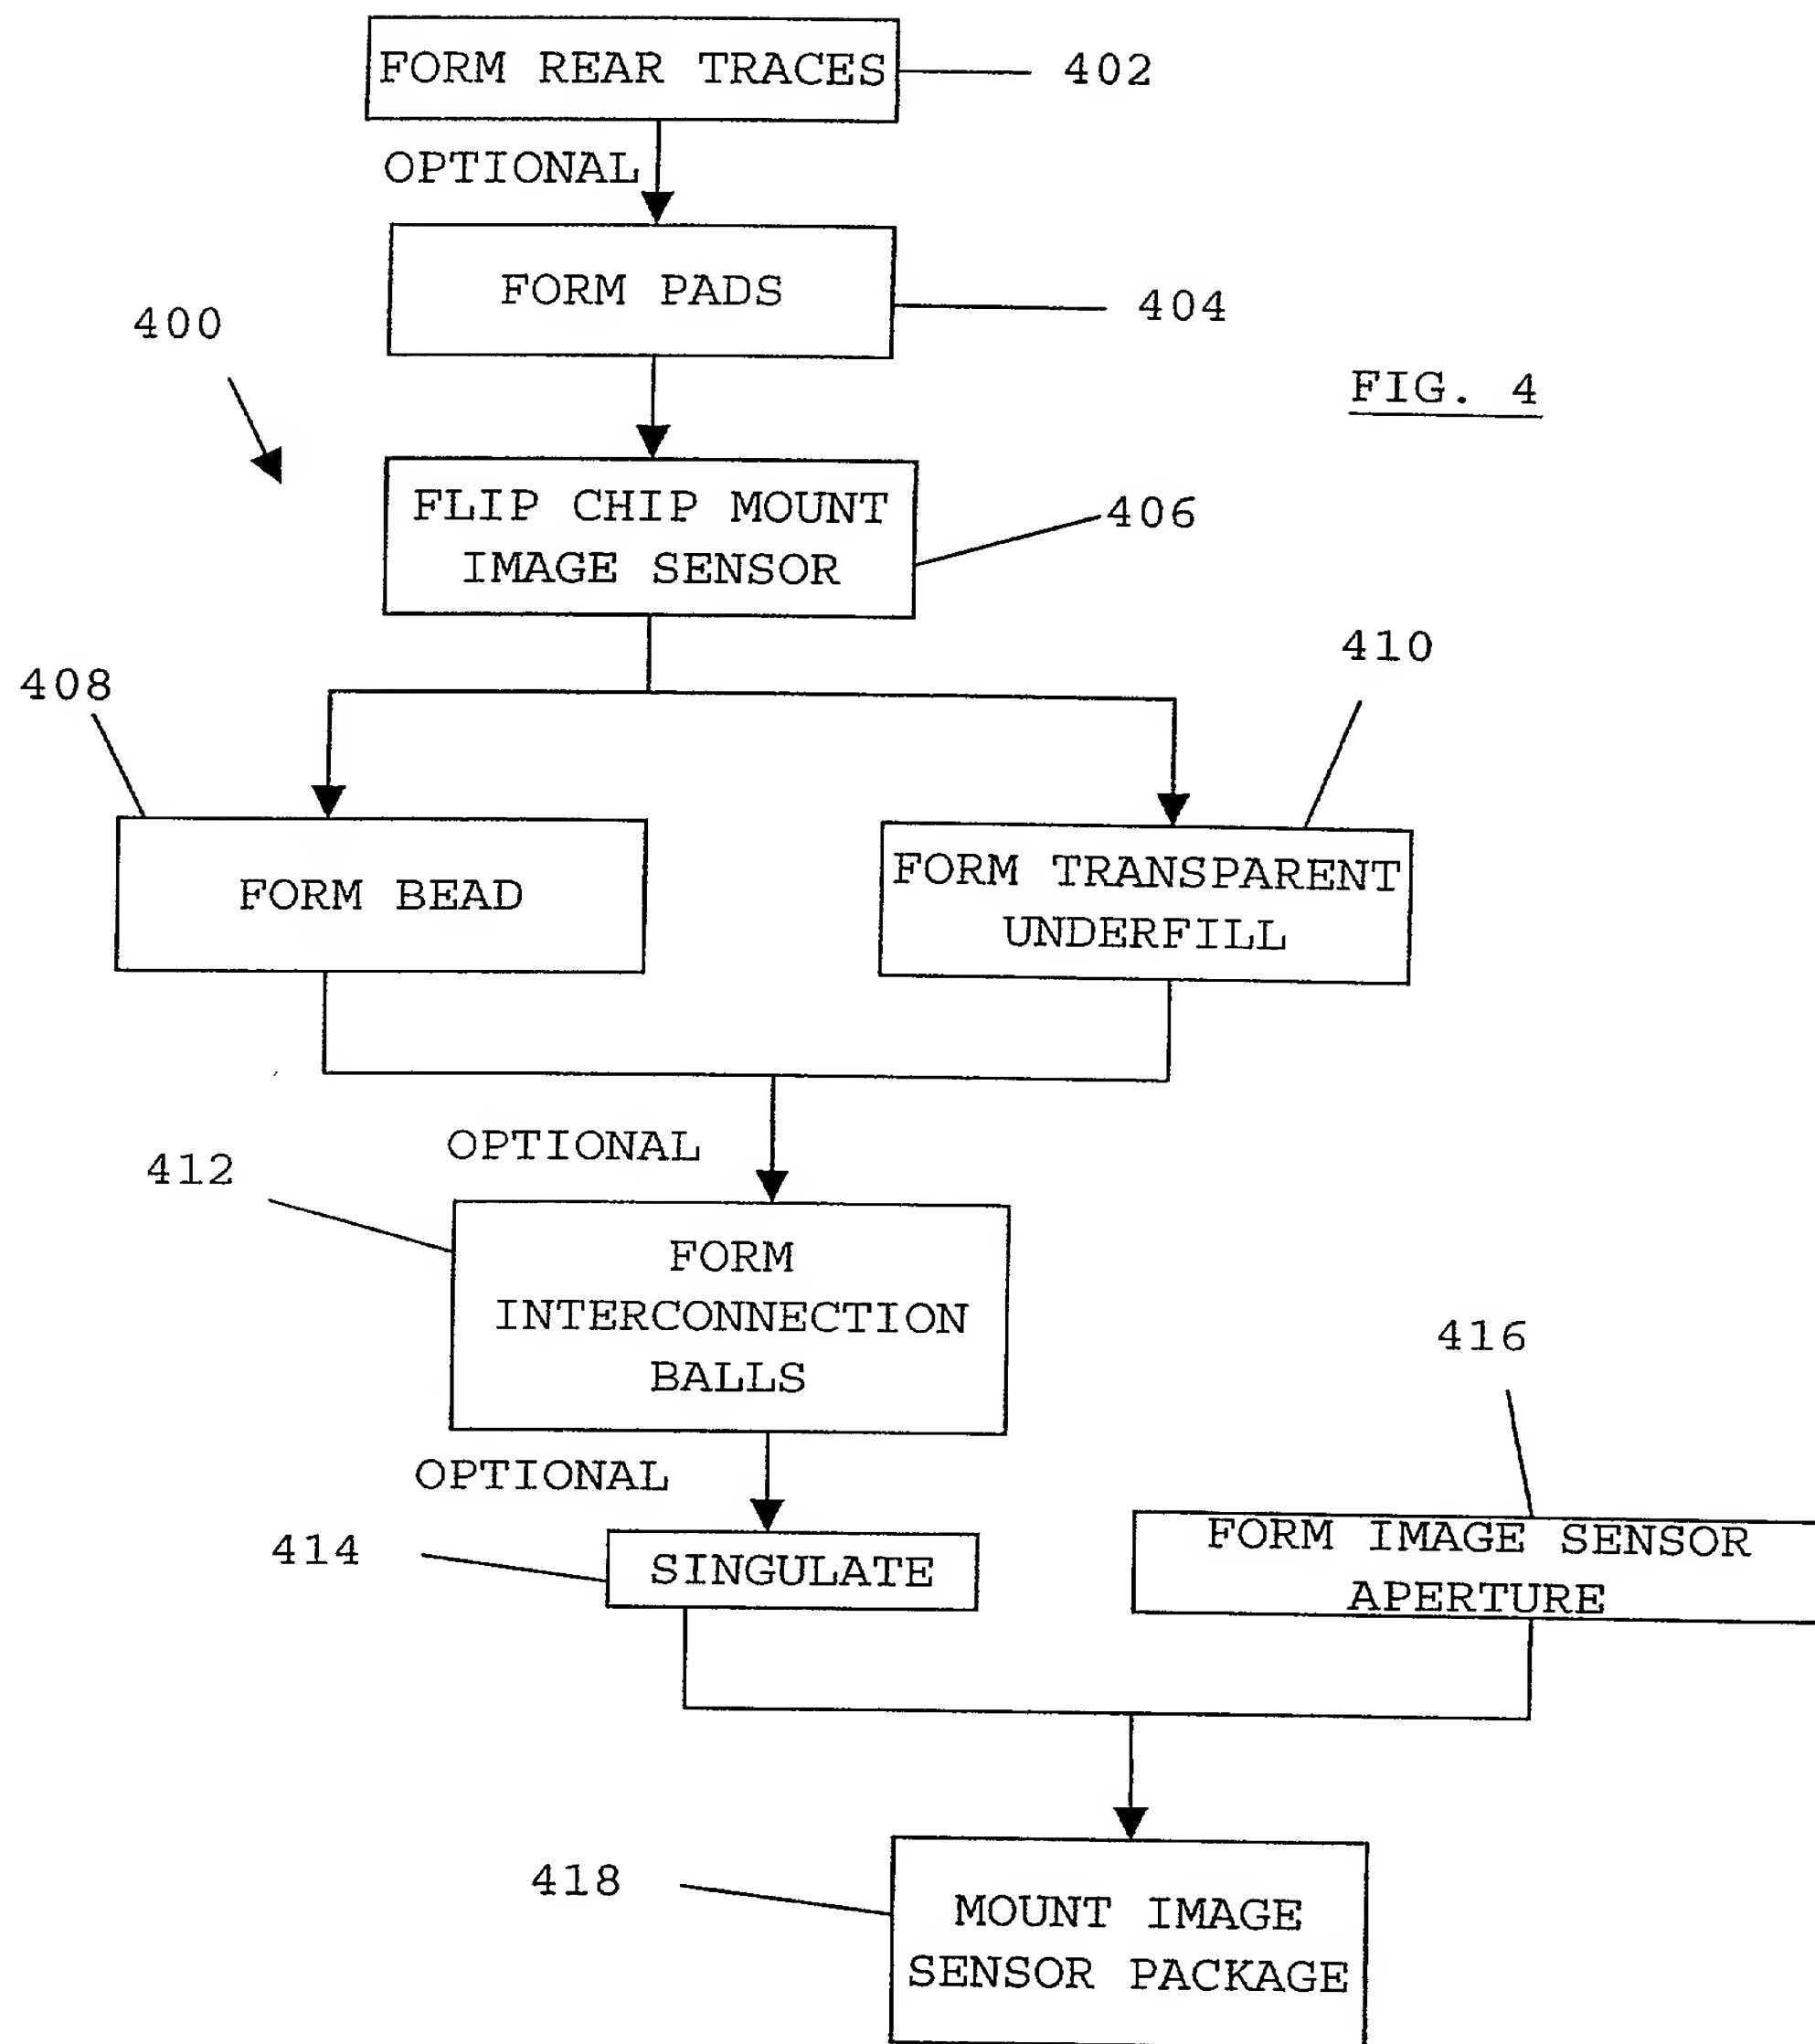 FORM REAR TRACES
402
OPTIONAL
FORM PADS
404
400
FIG. 4
FLIP CHIP MOUNT
IMAGE SENSOR
406
408
410
FORM BEAD
FORM TRANSPARENT
UNDERFILL
OPTIONAL
412
FORM
INTERCONNECTION
BALLS
416
OPTIONAL
414
SINGULATE
FORM IMAGE SENSOR
APERTURE
418
MOUNT IMAGE
SENSOR PACKAGE